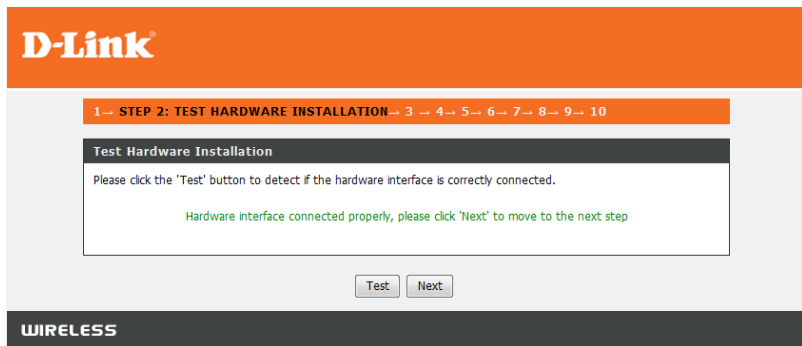 D-Link
1→ STEP 2: TEST HARDWARE INSTALLATION→ 3 → 4→ 5→ 6→ 7→ 8→ 9→ 10
Test Hardware Installation
Please click the 'Test' button to detect if the hardware interface is correctly connected.
Hardware interface connected properly, please click 'Next' to move to the next step
Test Next
WIRELESS